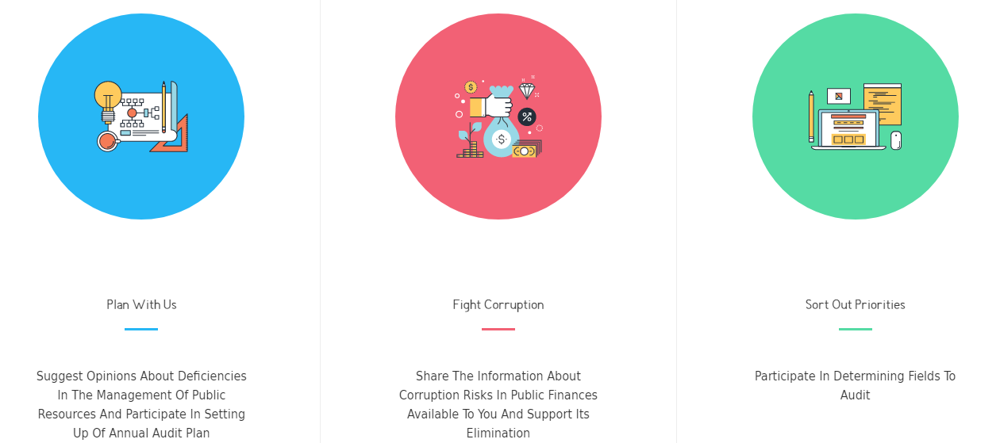 Plan With Us
Suggest Opinions About Deficiencies
In The Management Of Public
Resources And Participate In Setting
Up Of Annual Audit Plan
Fight Corruption
Share The Information About
Corruption Risks In Public Finances
Available To You And Support Its
Elimination
Sort Out Priorities
Participate In Determining Fields To
Audit